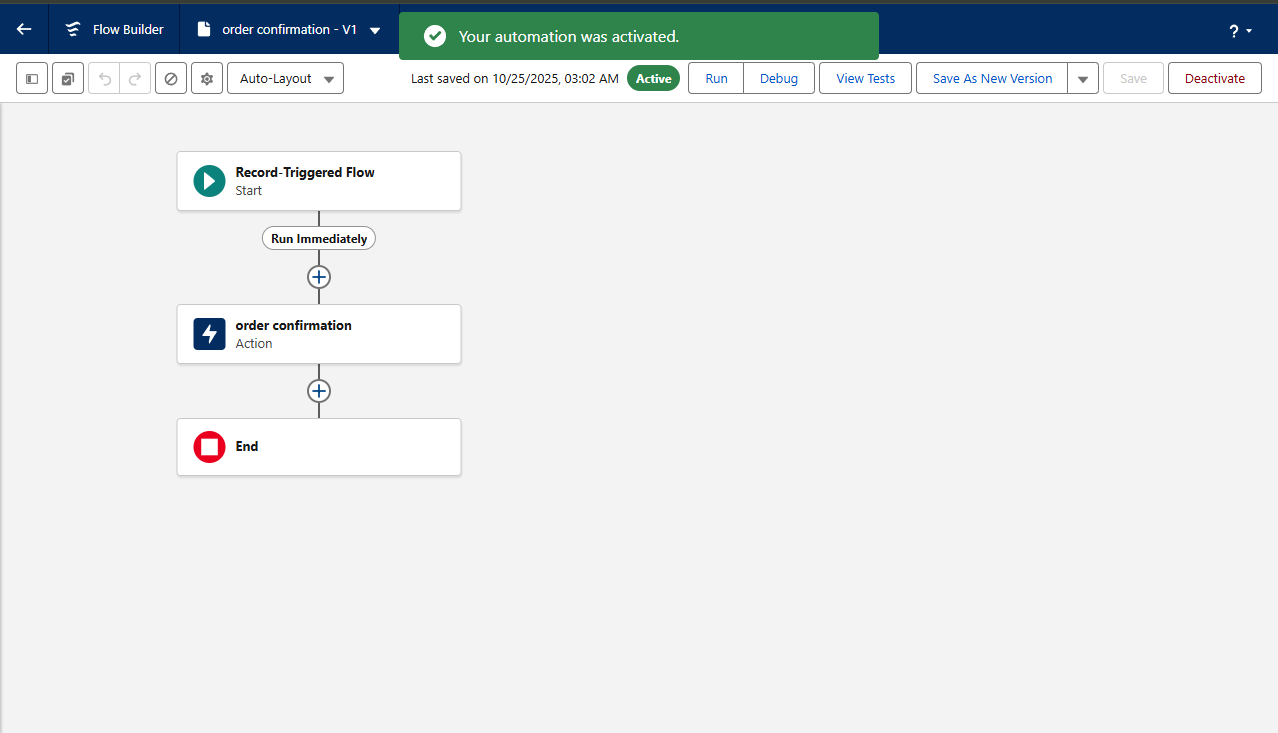 Flow Builder
order confirmation - V1
Your automation was activated.
?
Auto-Layout
Last saved on 10/25/2025, 03:02 AM
Active
Run
Debug
View Tests
Save As New Version
Save
Deactivate
Record-Triggered Flow
Start
Run Immediately
order confirmation
Action
End